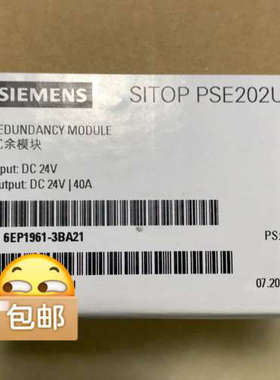 SIEMENS SITOP PSE202U
EDUNDANCY MODULE
冗余模块
put: DC 24V
utput: DC 24V | 40A
6EP1961-3BA21
PS
07.20
包邮